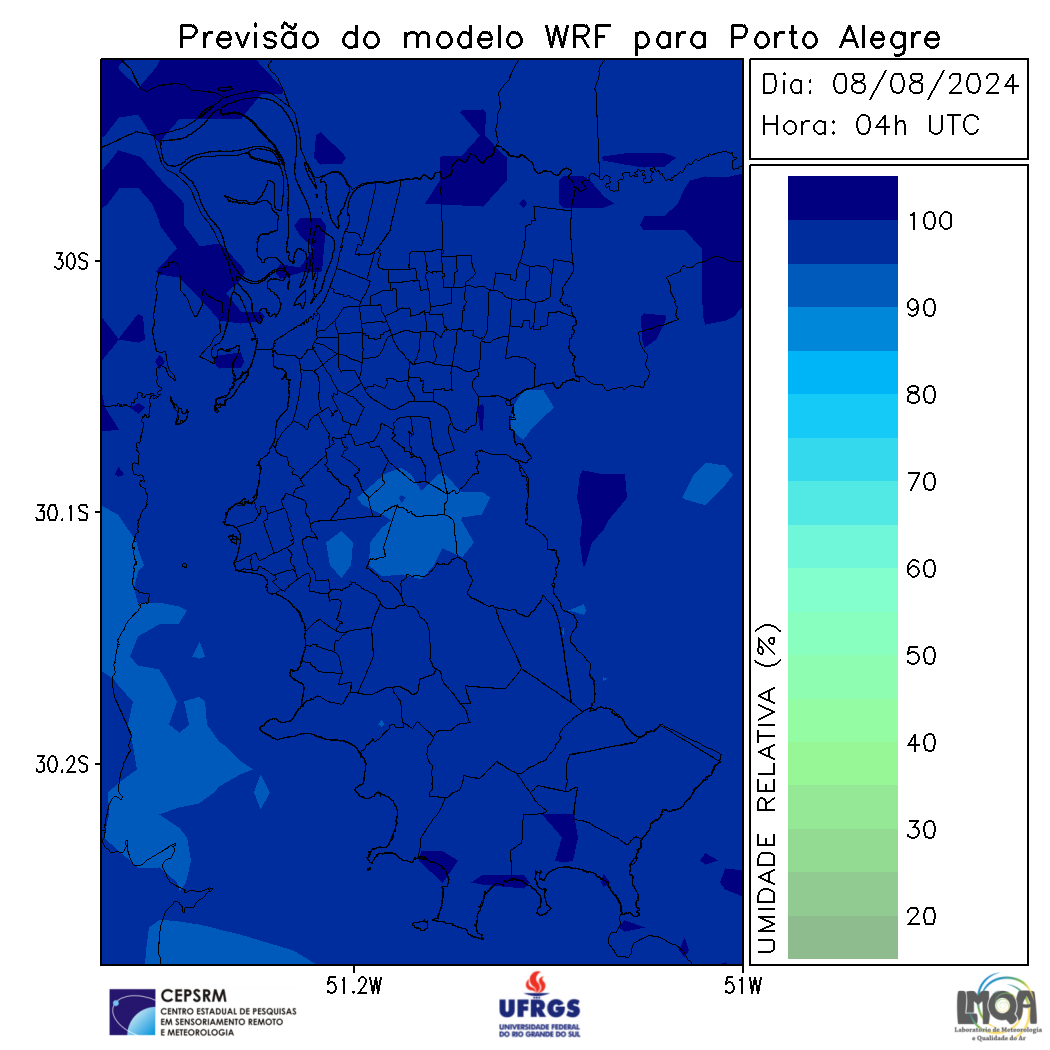 Previsão do modelo WRF para Porto Alegre
Dia: 08/08/2024
Hora: 04h UTC
30S
30.1S
30.2S
51.2W
51W
100
90
80
70
60
50
40
30
20
UMIDADE RELATIVA (%)
CEPSRM
CENTRO ESTADUAL DE PESQUISAS
EM SENSORIAMENTO REMOTO
E METEOROLOGIA
UFRGS
UNIVERSIDADE FEDERAL
DO RIO GRANDE DO SUL
LMQA
Laboratório de Meteorologia
e Qualidade do Ar